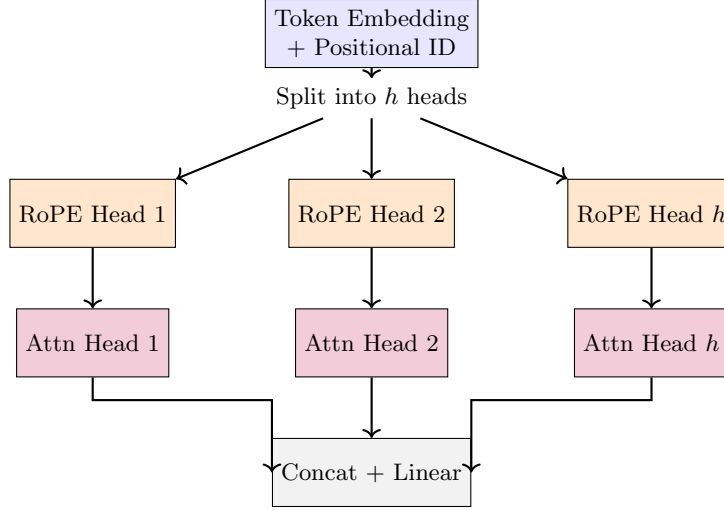 Token Embedding
+ Positional ID
Split into h heads
RoPE Head 1
RoPE Head 2
RoPE Head h
Attn Head 1
Attn Head 2
Attn Head h
Concat + Linear